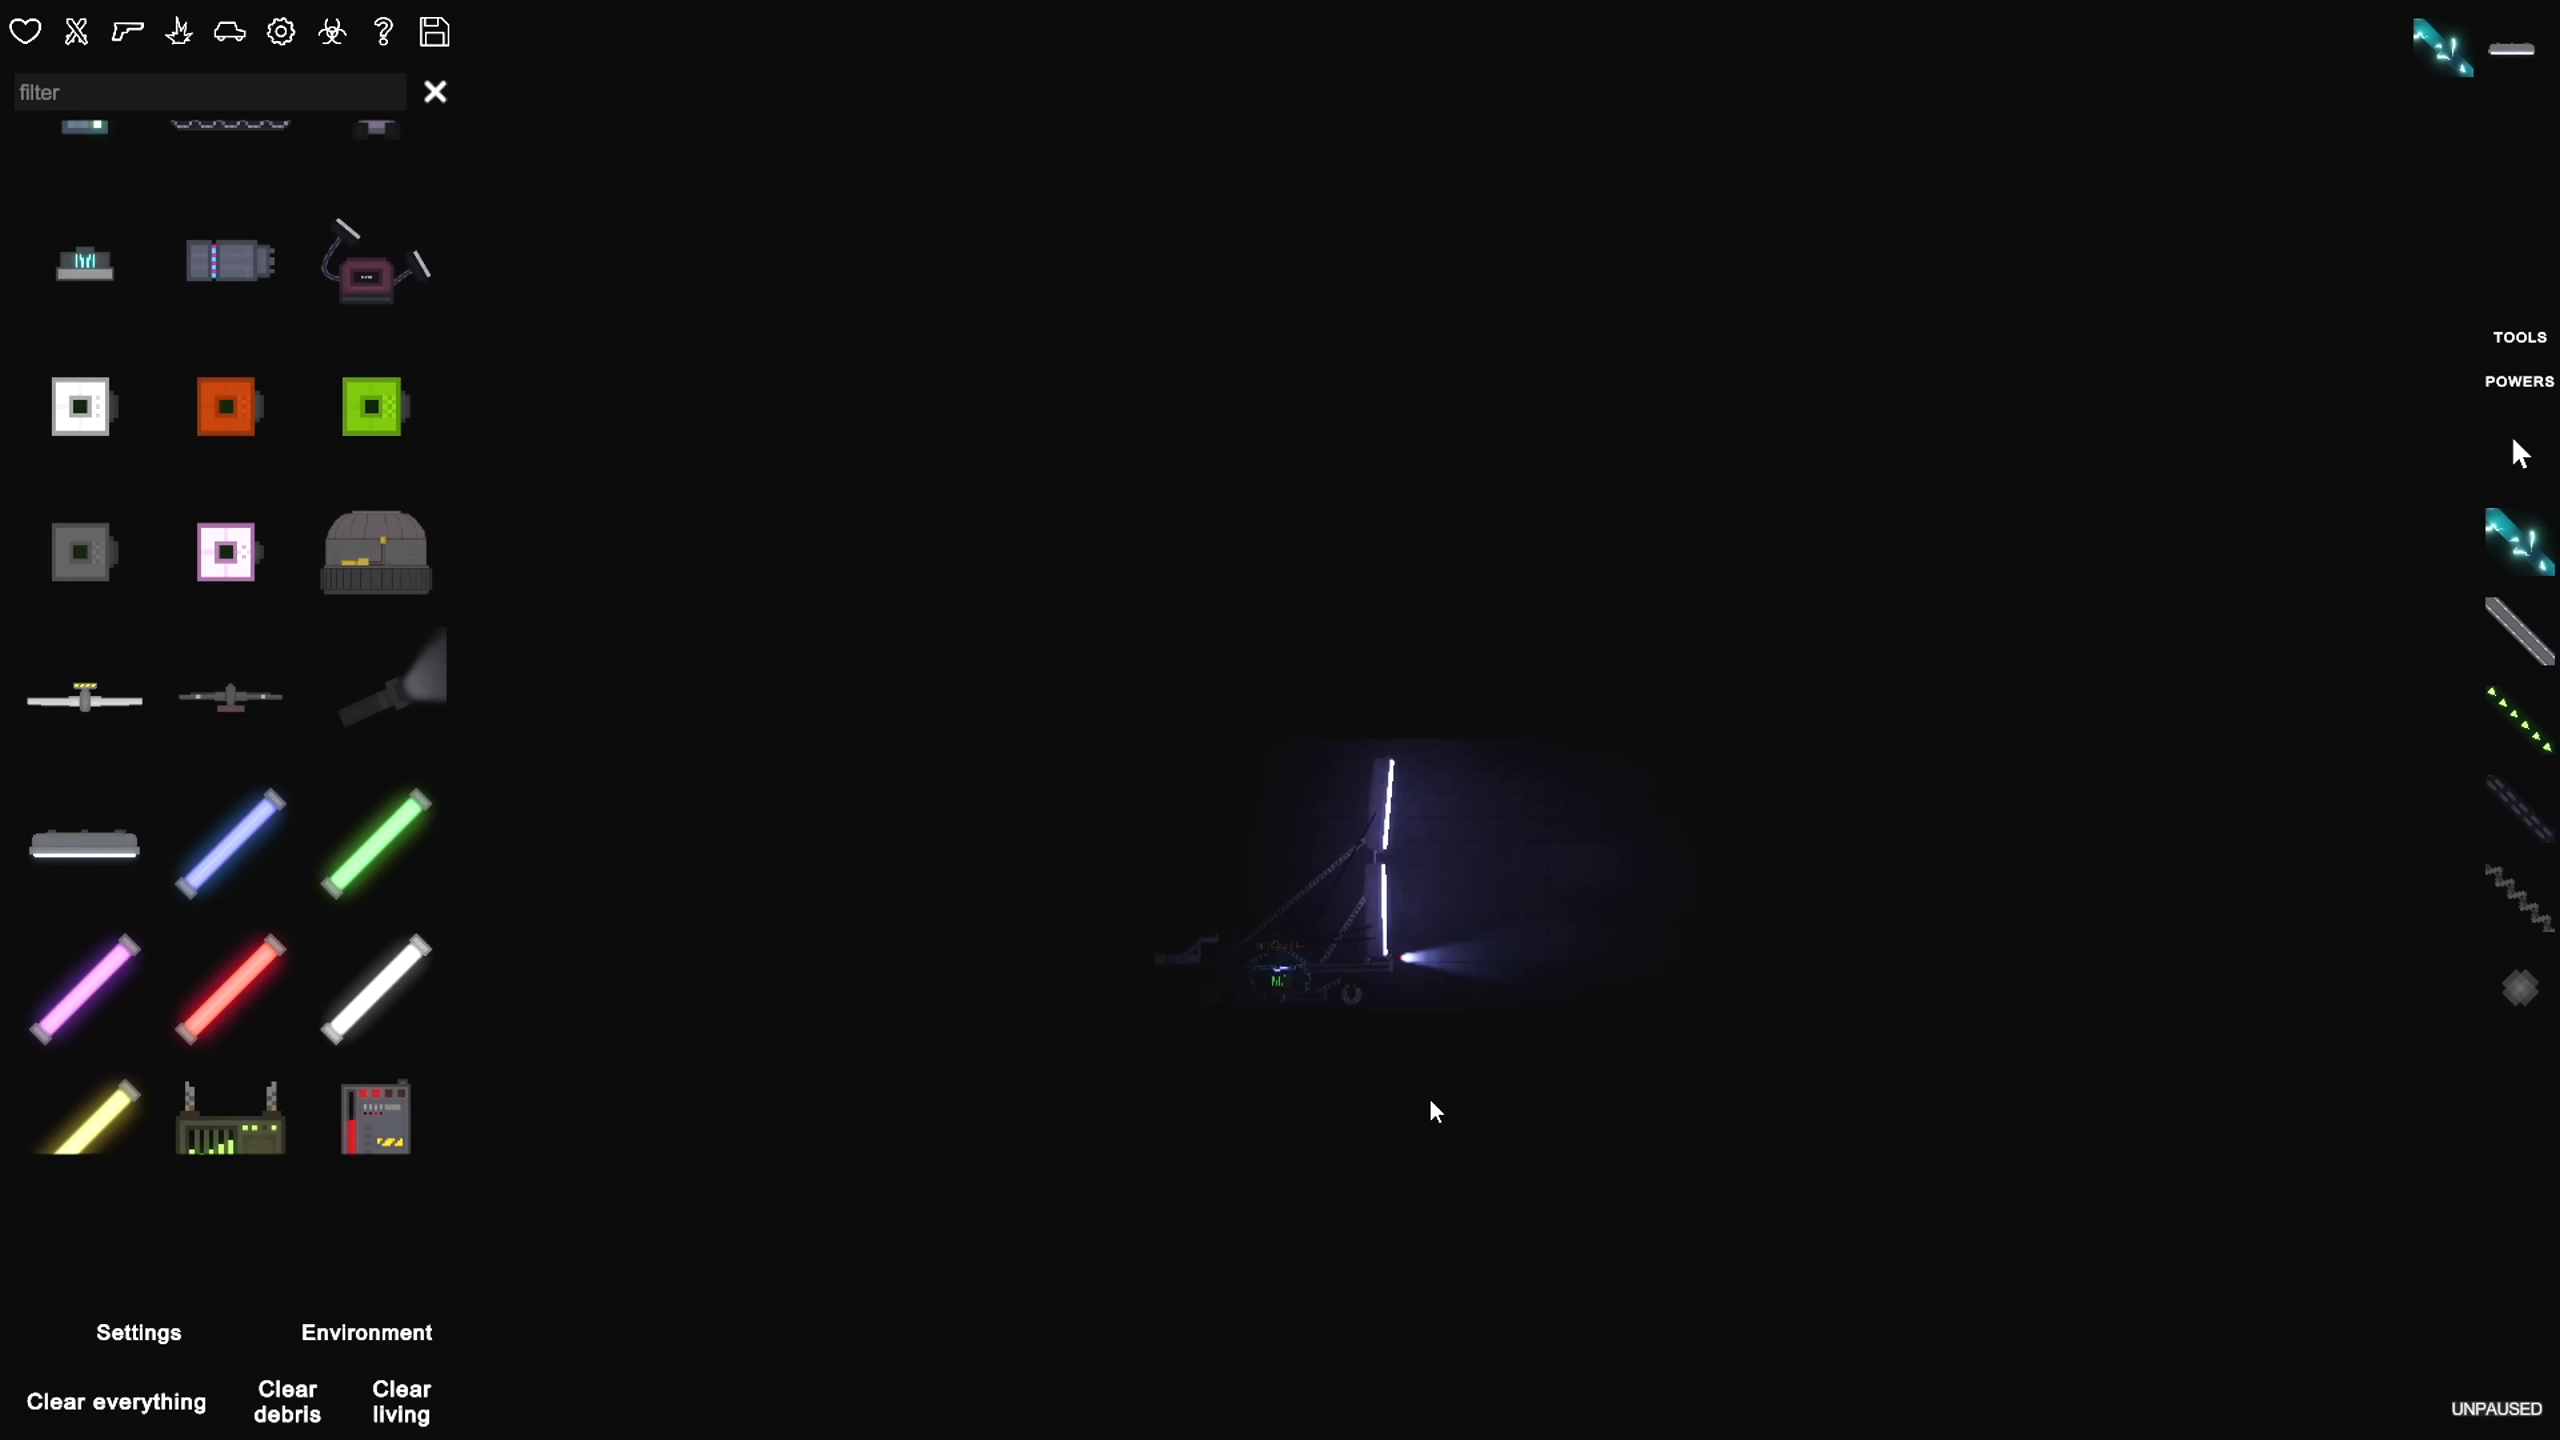 filter
TOOLS
POWERS
Settings
Environment
Clear everything
Clear
debris
Clear
living
UNPAUSED